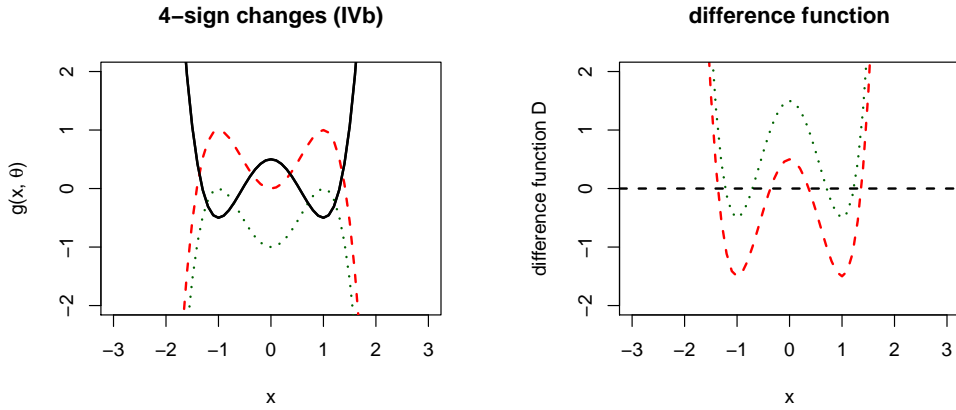 4−sign changes (IVb)
g(x, θ)
2
1
0
−1
−2
−3 −2 −1 0 1 2 3
x
difference function
difference function D
2
1
0
−1
−2
−3 −2 −1 0 1 2 3
x